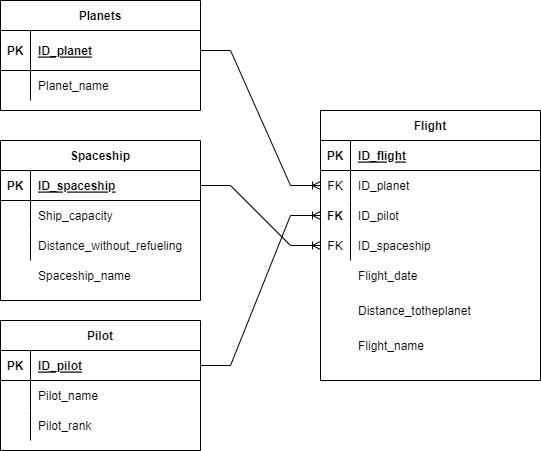 Planets
PK ID_planet
Planet_name
Spaceship
PK ID_spaceship
Ship_capacity
Distance_without_refueling
Spaceship_name
Pilot
PK ID_pilot
Pilot_name
Pilot_rank
Flight
PK ID_flight
FK ID_planet
FK ID_pilot
FK ID_spaceship
Flight_date
Distance_totheplanet
Flight_name